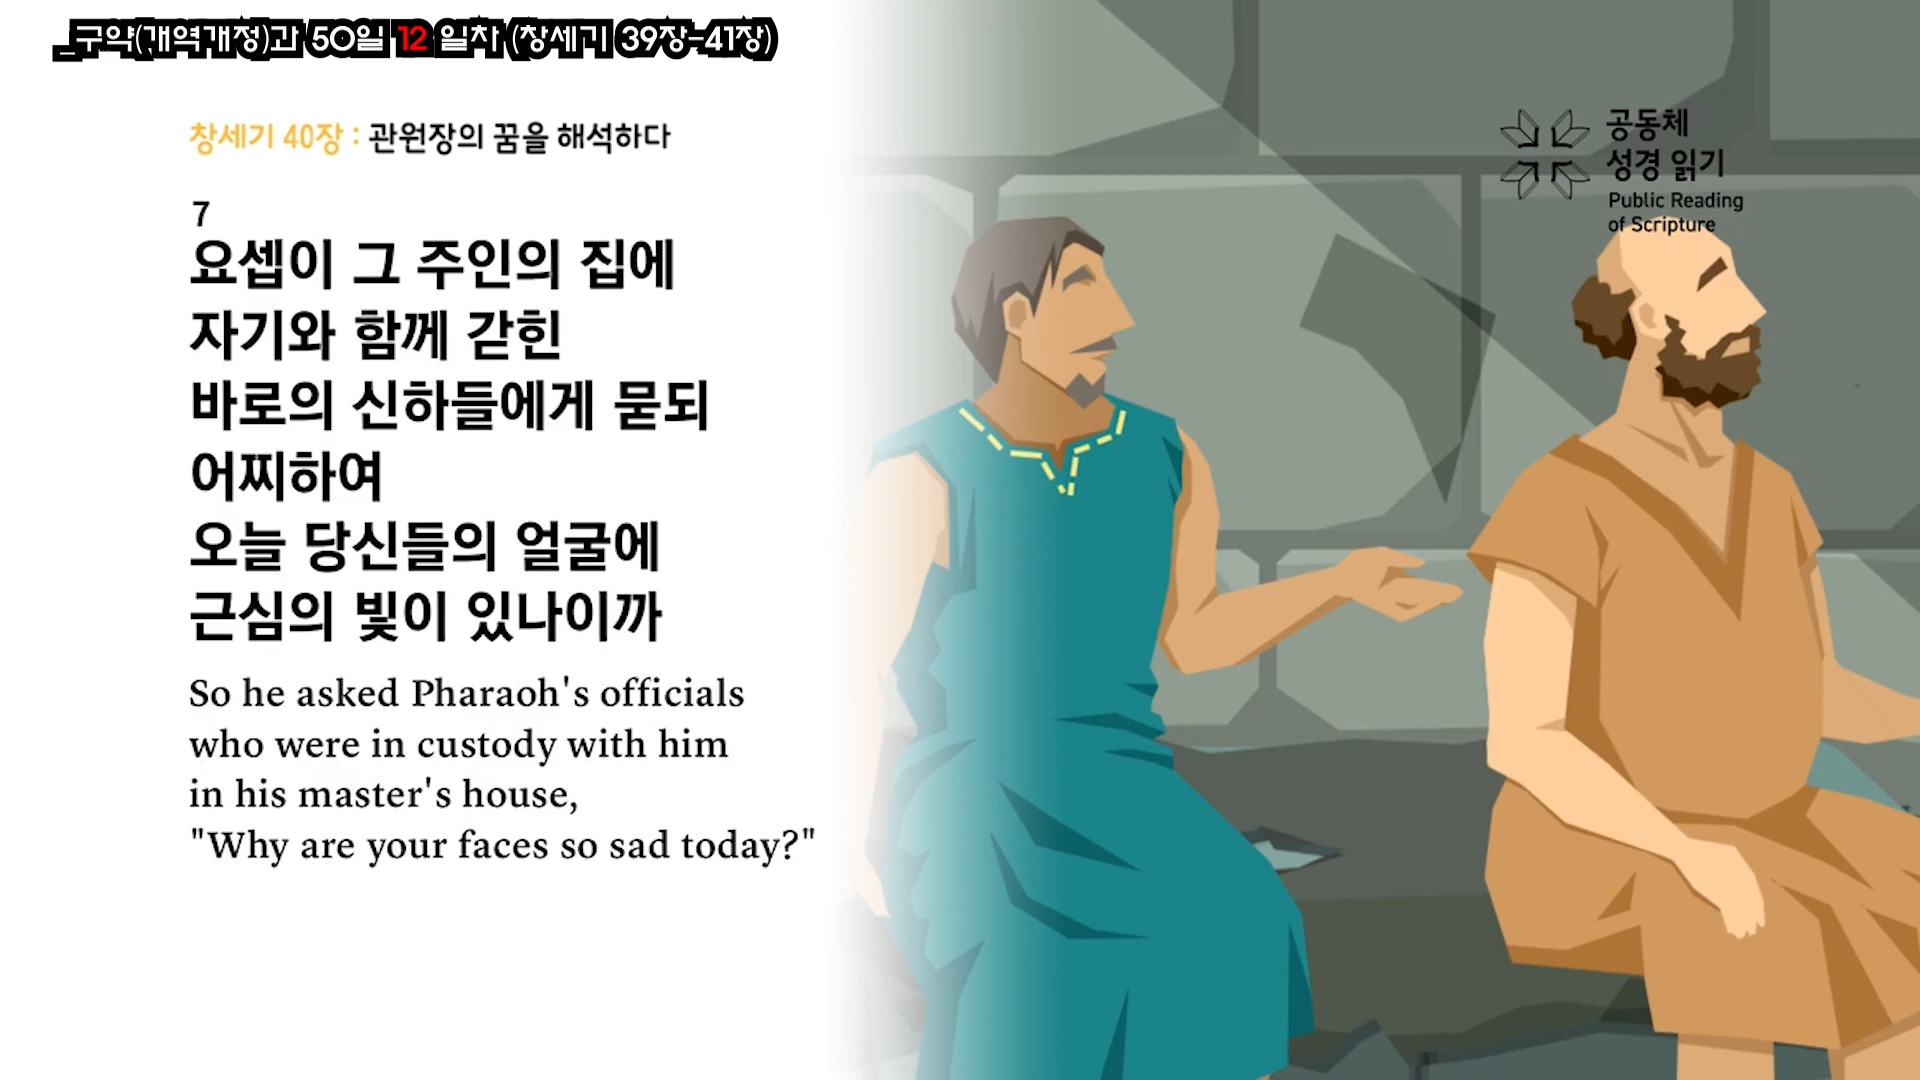 _구약(개역개정)과 50일 12 일차 (창세기 39장-41장)
창세기 40장 : 관원장의 꿈을 해석하다
7
요셉이 그 주인의 집에
자기와 함께 갇힌
바로의 신하들에게 묻되
어찌하여
오늘 당신들의 얼굴에
근심의 빛이 있나이까
So he asked Pharaoh's officials
who were in custody with him
in his master's house,
"Why are your faces so sad today?"
공동체
성경 읽기
Public Reading
of Scripture